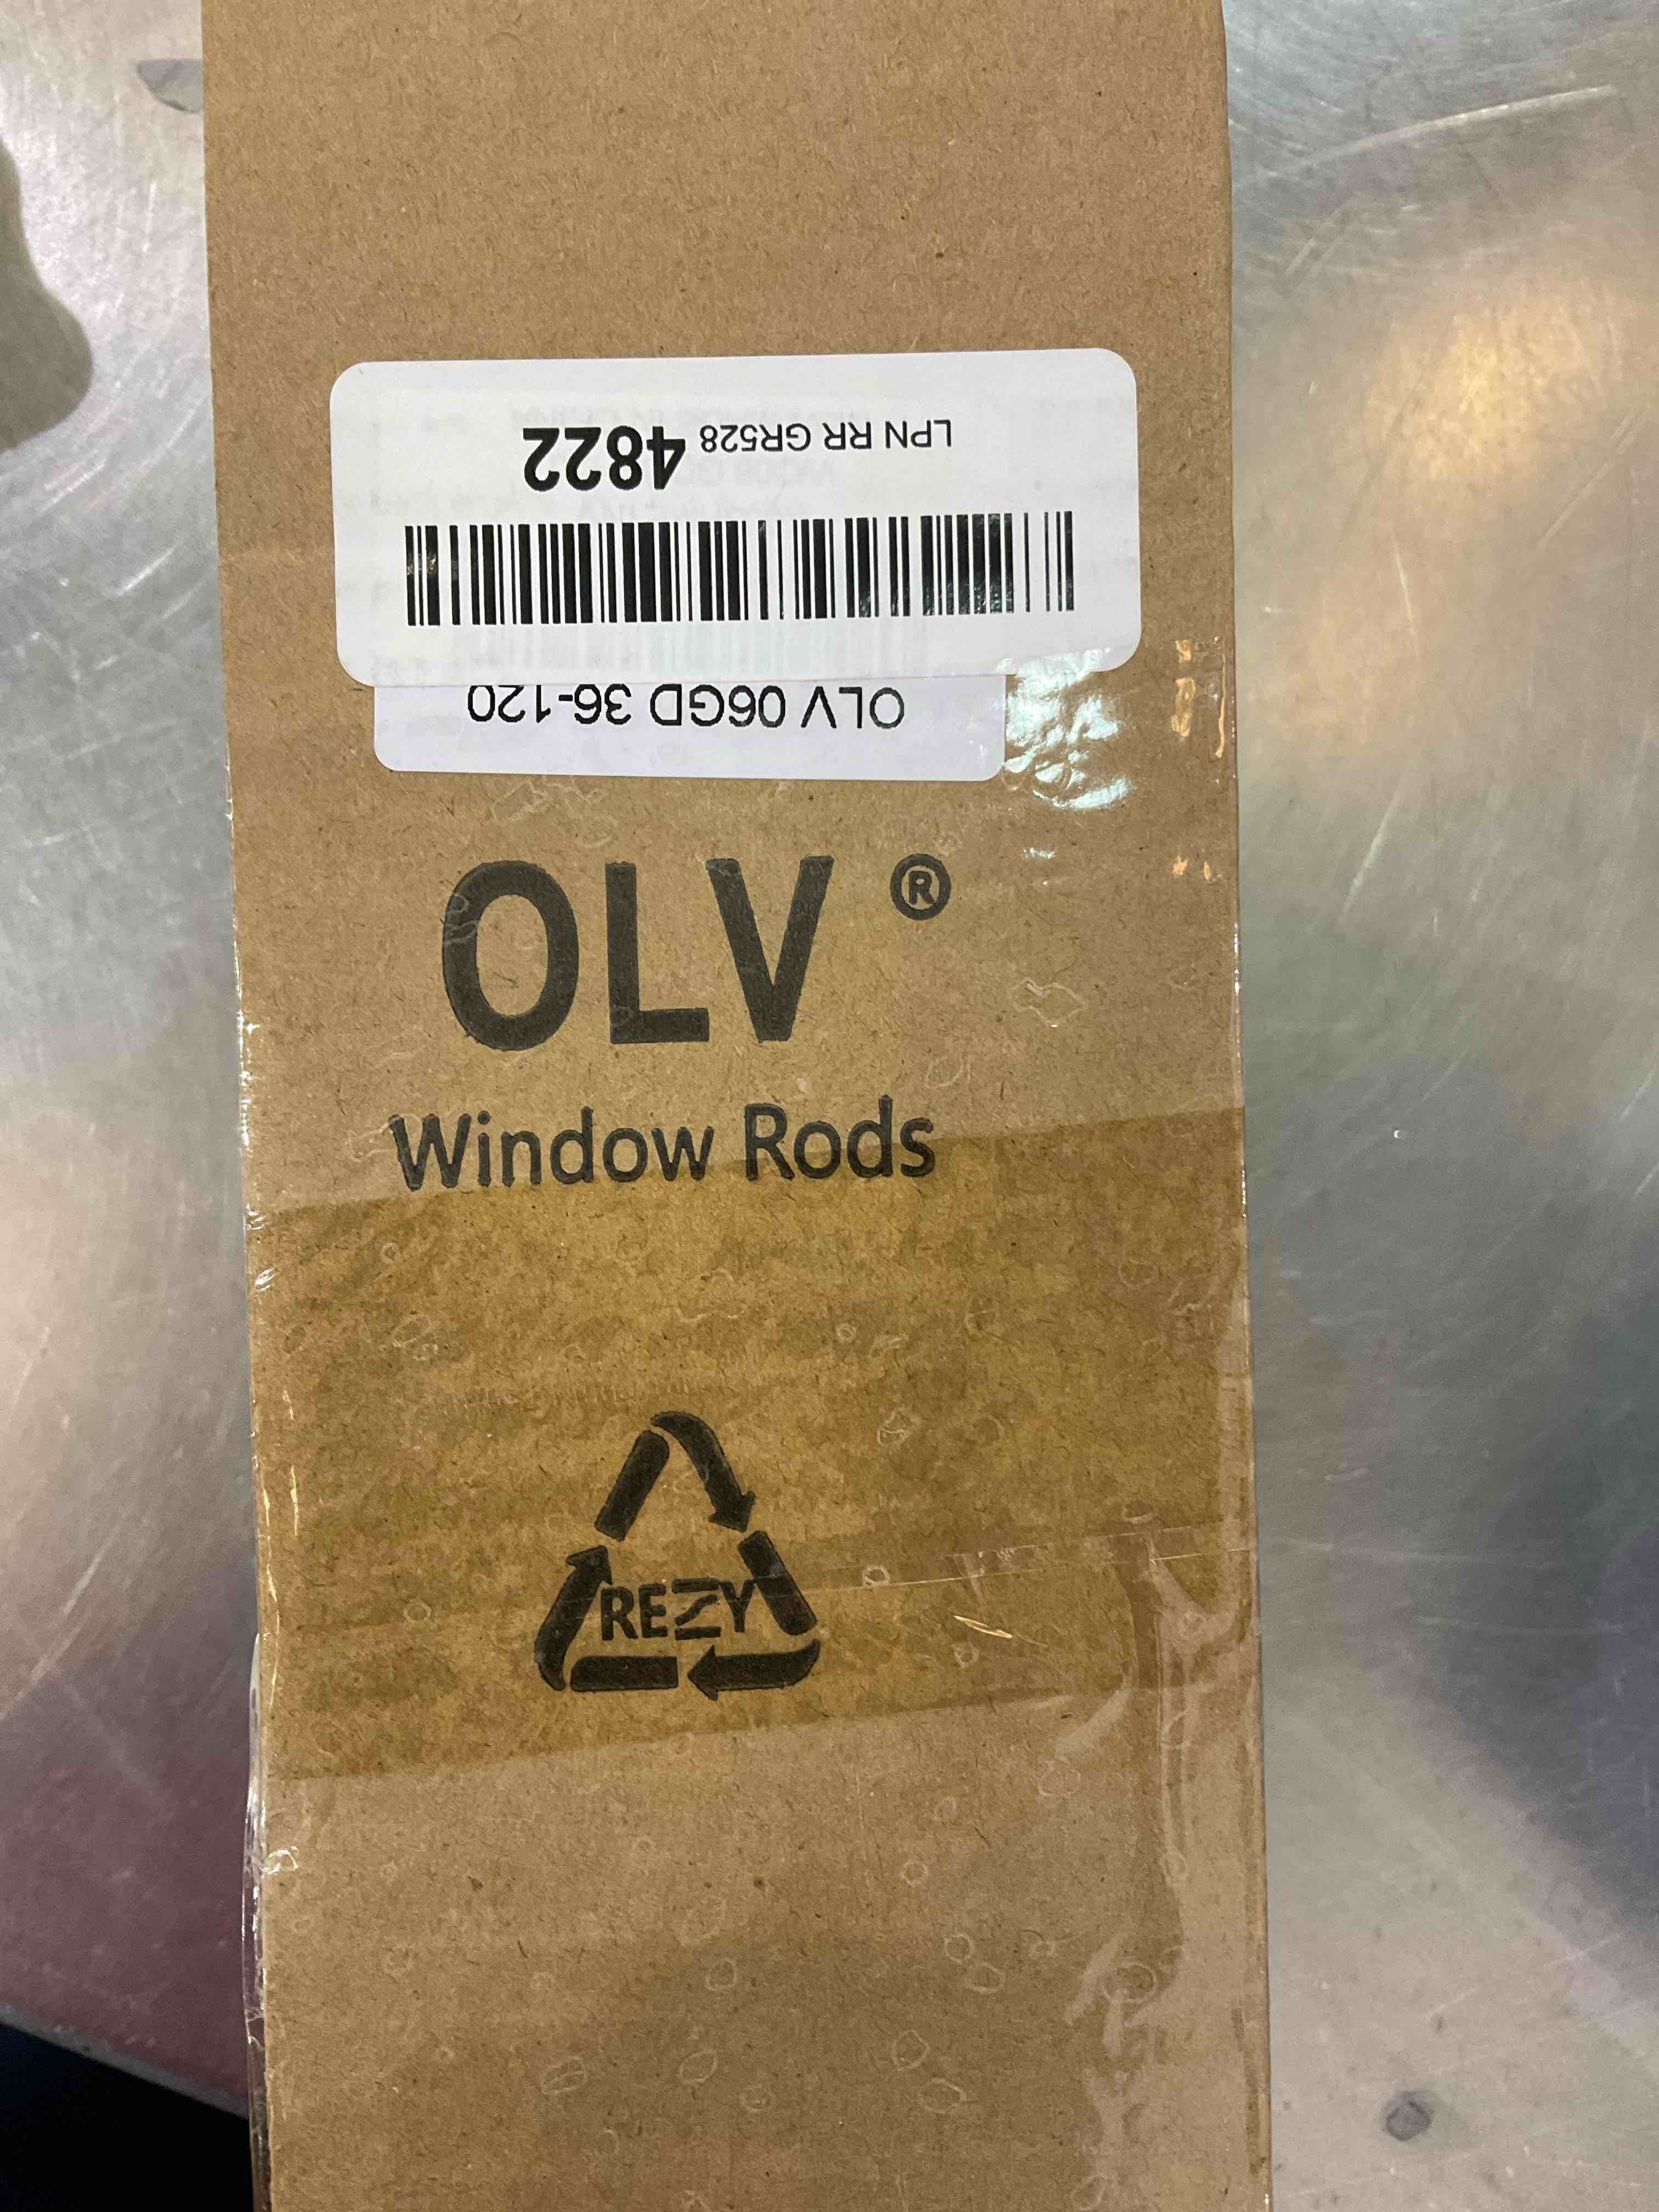 LPN RR GR528 4822
OLV 06GD 36-120
OLV ®
Window Rods
REZY